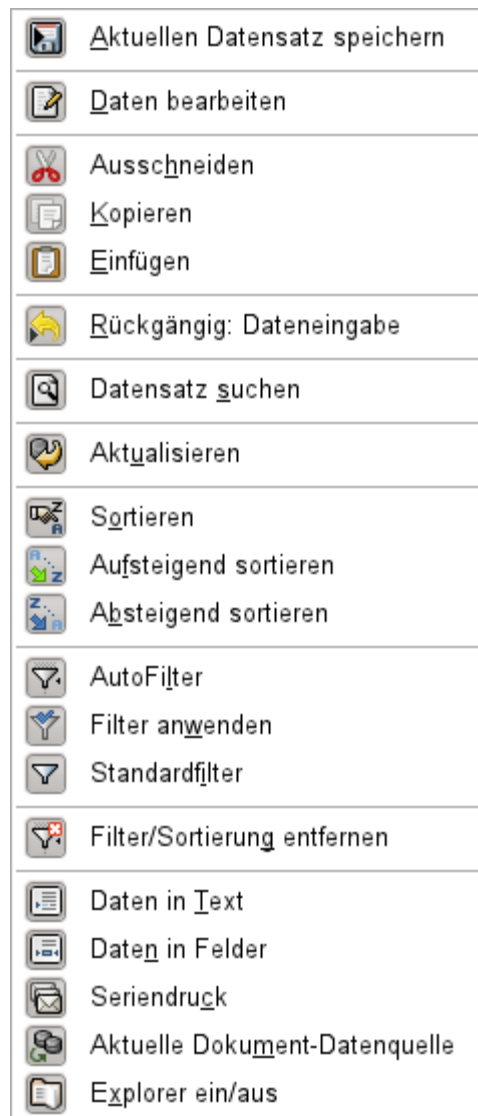 Aktuellen Datensatz speichern
Daten bearbeiten
Ausschneiden
Kopieren
Einfügen
Rückgängig: Dateneingabe
Datensatz suchen
Aktualisieren
Sortieren
Aufsteigend sortieren
Absteigend sortieren
AutoFilter
Filter anwenden
Standardfilter
Filter/Sortierung entfernen
Daten in Text
Daten in Felder
Seriendruck
Aktuelle Dokument-Datenquelle
Explorer ein/aus